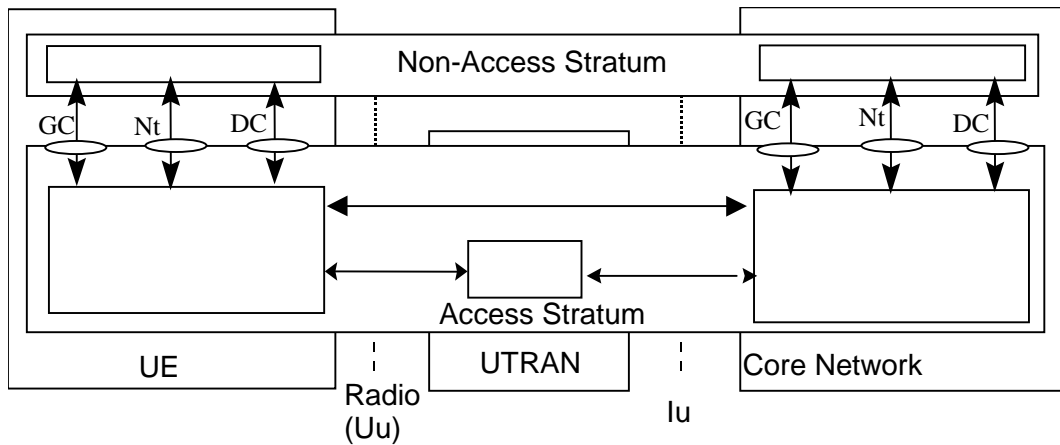 Non-Access Stratum
GC
Nt
DC
GC
Nt
DC
Access Stratum
UE
UTRAN
Core Network
Radio
(Uu)
Iu